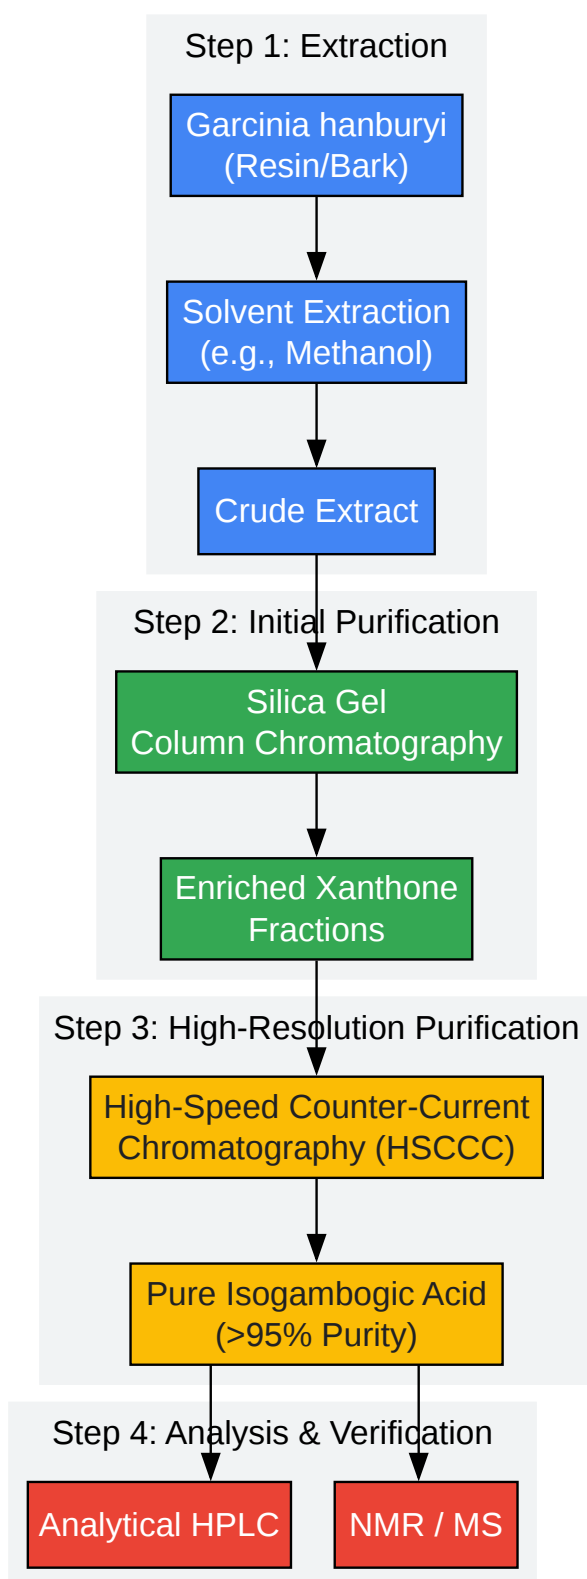 Step 1: Extraction
Garcinia hanburyi
(Resin/Bark)
Solvent Extraction
(e.g., Methanol)
Crude Extract
Step 2: Initial Purification
Silica Gel
Column Chromatography
Enriched Xanthone
Fractions
Step 3: High-Resolution Purification
High-Speed Counter-Current
Chromatography (HSCCC)
Pure Isogambogic Acid
(>95% Purity)
Step 4: Analysis & Verification
Analytical HPLC
NMR / MS